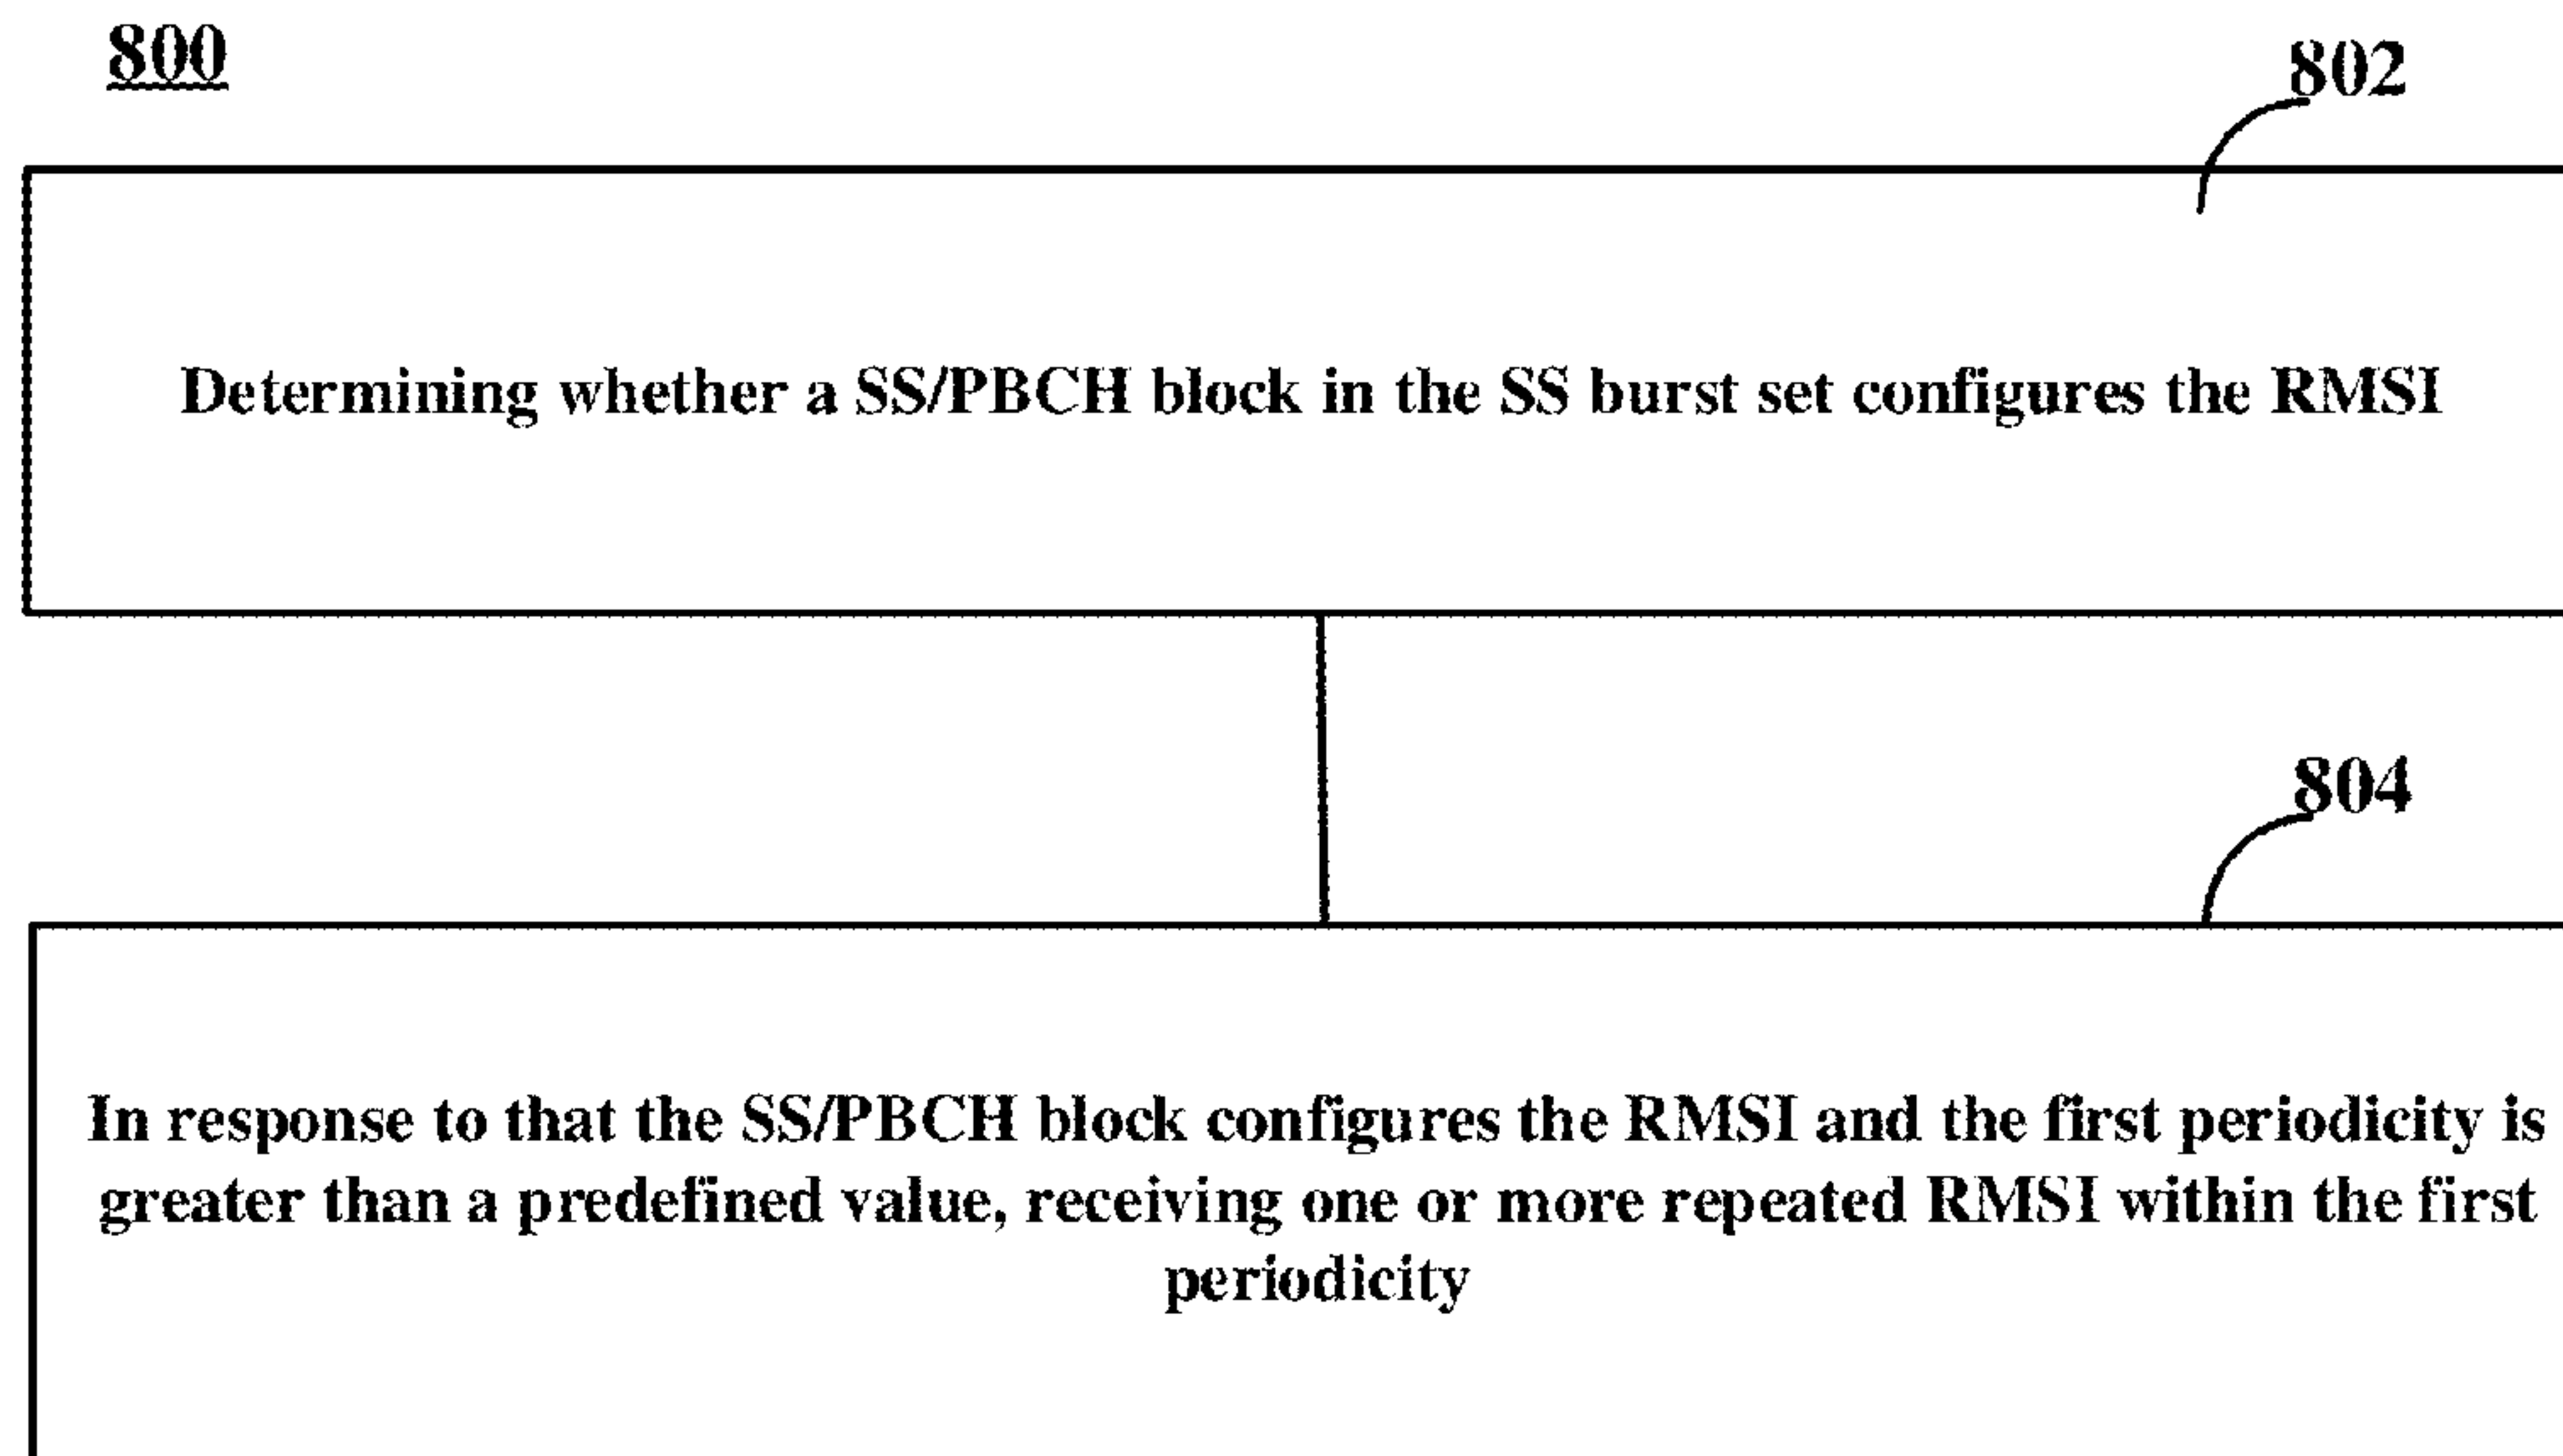 800
802
Determining whether a SS/PBCH block in the SS burst set configures the RMSI
804
In response to that the SS/PBCH block configures the RMSI and the first periodicity is
greater than a predefined value, receiving one or more repeated RMSI within the first
periodicity